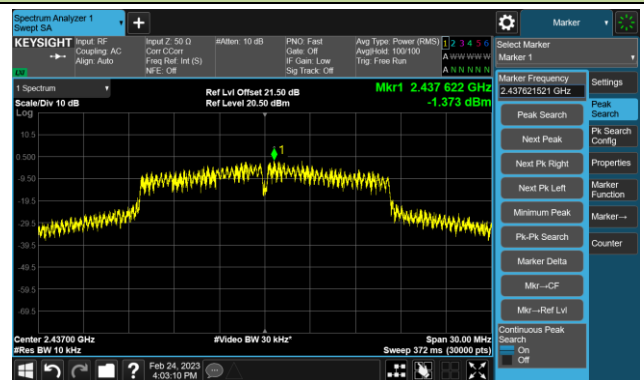 Spectrum Analyzer 1
Swept SA
Marker
KEYSIGHT
Input: RF
Coupling: AC
Align: Auto
Input Z: 50 Ω
Corr CCorr
Freq Ref: Int (S)
NFE: Off
#Atten: 10 dB
PNO: Fast
Gate: Off
IF Gain: Low
Sig Track: Off
Avg Type: Power (RMS)
Avg|Hold: 100/100
Trig: Free Run
1 2 3 4 5 6
A W W W W W
A N N N N N
LW
Select Marker
Marker 1
1 Spectrum
Scale/Div 10 dB
Log
Ref Lvl Offset 21.50 dB
Ref Level 20.50 dBm
Mkr1 2.437 622 GHz
-1.373 dBm
10.5
0.500
-9.50
-19.5
-29.5
-39.5
-49.5
-59.5
-69.5
1
Center 2.43700 GHz
#Res BW 10 kHz
#Video BW 30 kHz*
Span 30.00 MHz
Sweep 372 ms (30000 pts)
Marker Frequency
2.437621521 GHz
Peak Search
Next Peak
Next Pk Right
Next Pk Left
Minimum Peak
Pk-Pk Search
Marker Delta
Mkr→CF
Mkr→Ref Lvl
Continuous Peak
Search
On
Off
Settings
Peak
Search
Pk Search
Config
Properties
Marker
Function
Marker→
Counter
Feb 24, 2023
4:03:10 PM